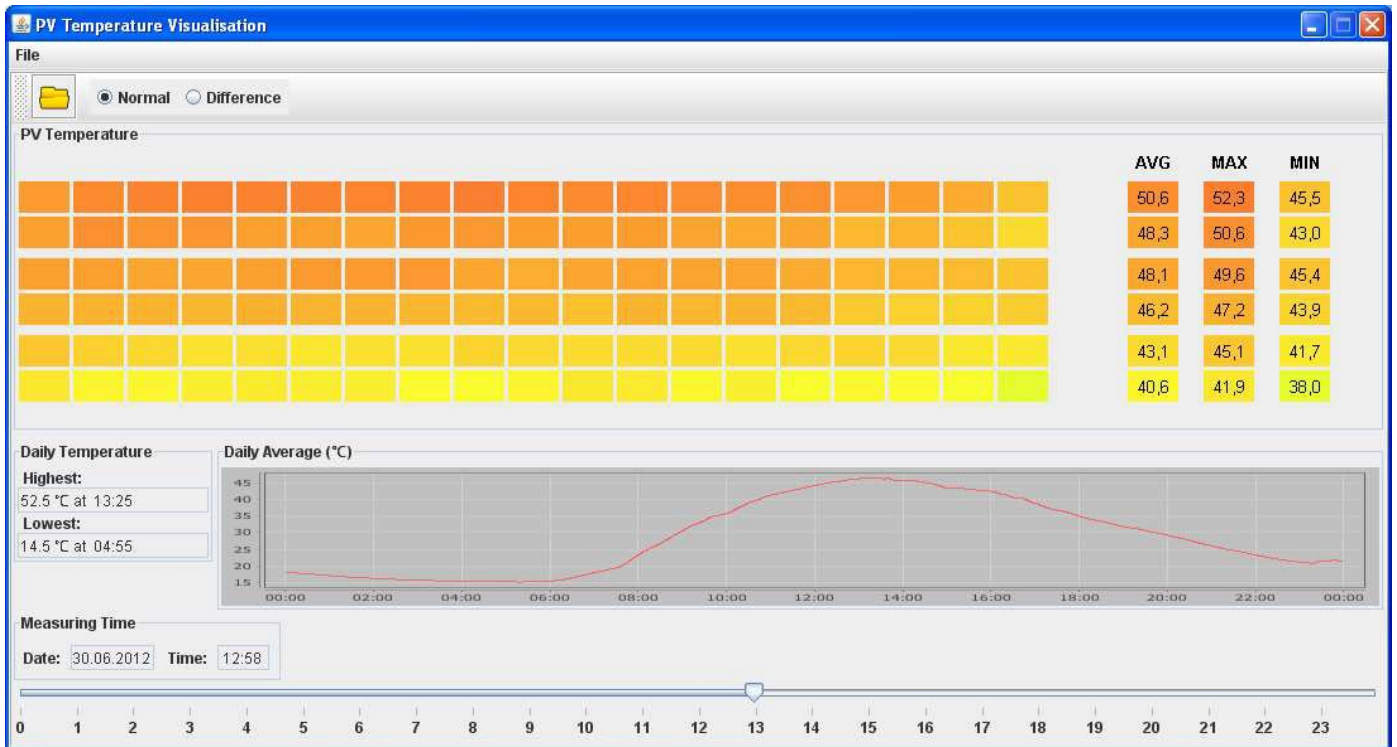 PV Temperature Visualisation
File
Normal Difference
PV Temperature
AVG MAX MIN
50,6 52,3 45,5
48,3 50,6 43,0
48,1 49,6 45,4
46,2 47,2 43,9
43,1 45,1 41,7
40,6 41,9 38,0
Daily Temperature
Highest:
52.5 °C at 13:25
Lowest:
14.5 °C at 04:55
Daily Average (°C)
45
40
35
30
25
20
15
00:00 02:00 04:00 06:00 08:00 10:00 12:00 14:00 16:00 18:00 20:00 22:00 00:00
Measuring Time
Date: 30.06.2012 Time: 12:58
0 1 2 3 4 5 6 7 8 9 10 11 12 13 14 15 16 17 18 19 20 21 22 23